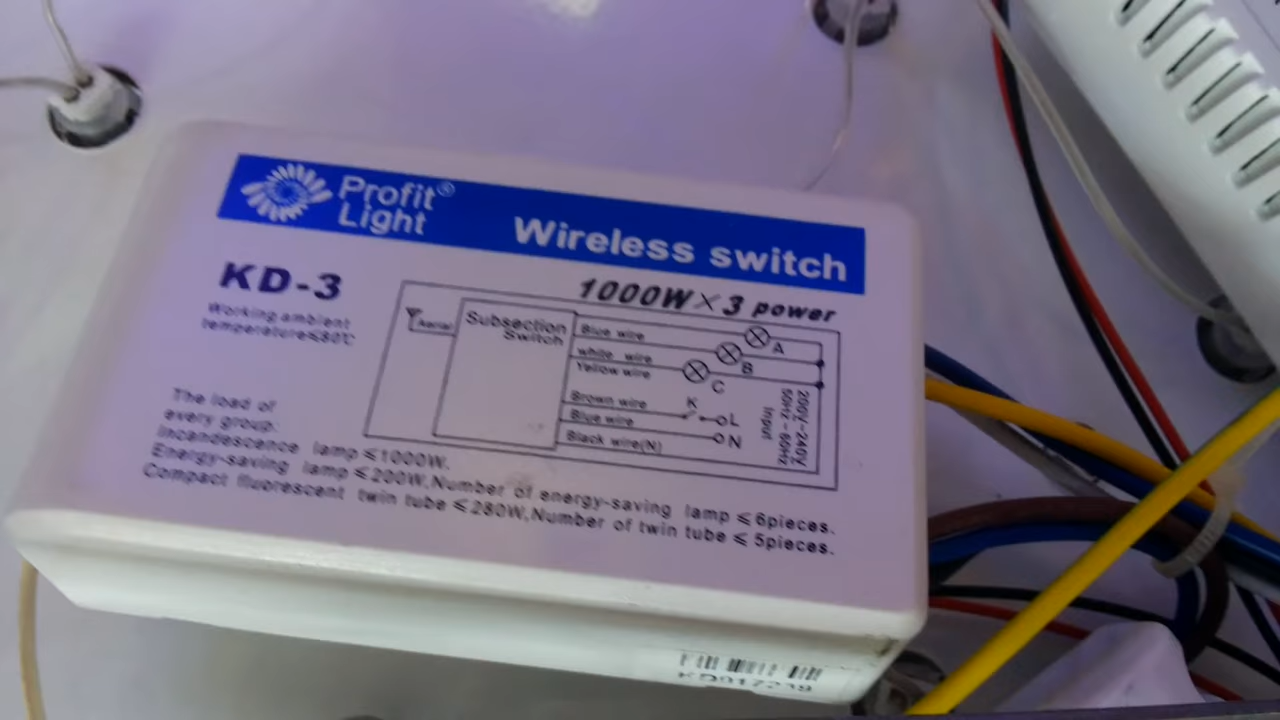 Profit®
Light
Wireless switch
KD-3
1000W×3 power
Working ambient
temperature≤80℃
Aerial
Subsection
Switch
Blue wire
white wire
Yellow wire
Brown wire
Blue wire
Black wire(N)
A
B
C
K
L
N
200V~240V
50Hz~60Hz
Input
The load of
every group:
Incandescence lamp≤1000W.
Energy-saving lamp≤200W,Number of energy-saving lamp≤6pieces.
Compact fluorescent twin tube≤280W,Number of twin tube≤5pieces.